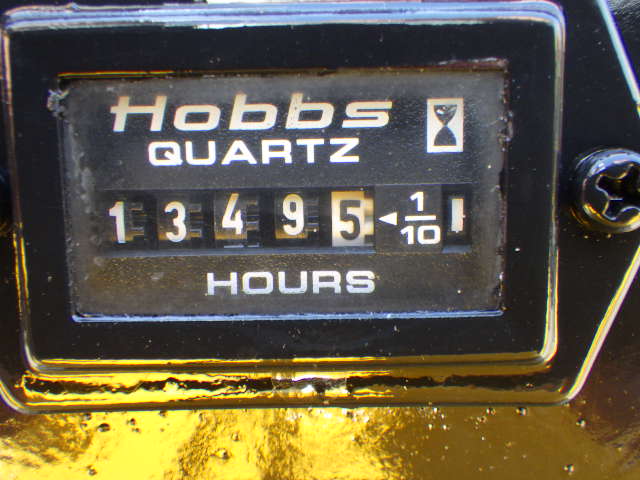 Hobbs
QUARTZ
13495 ◄ 1/10
HOURS